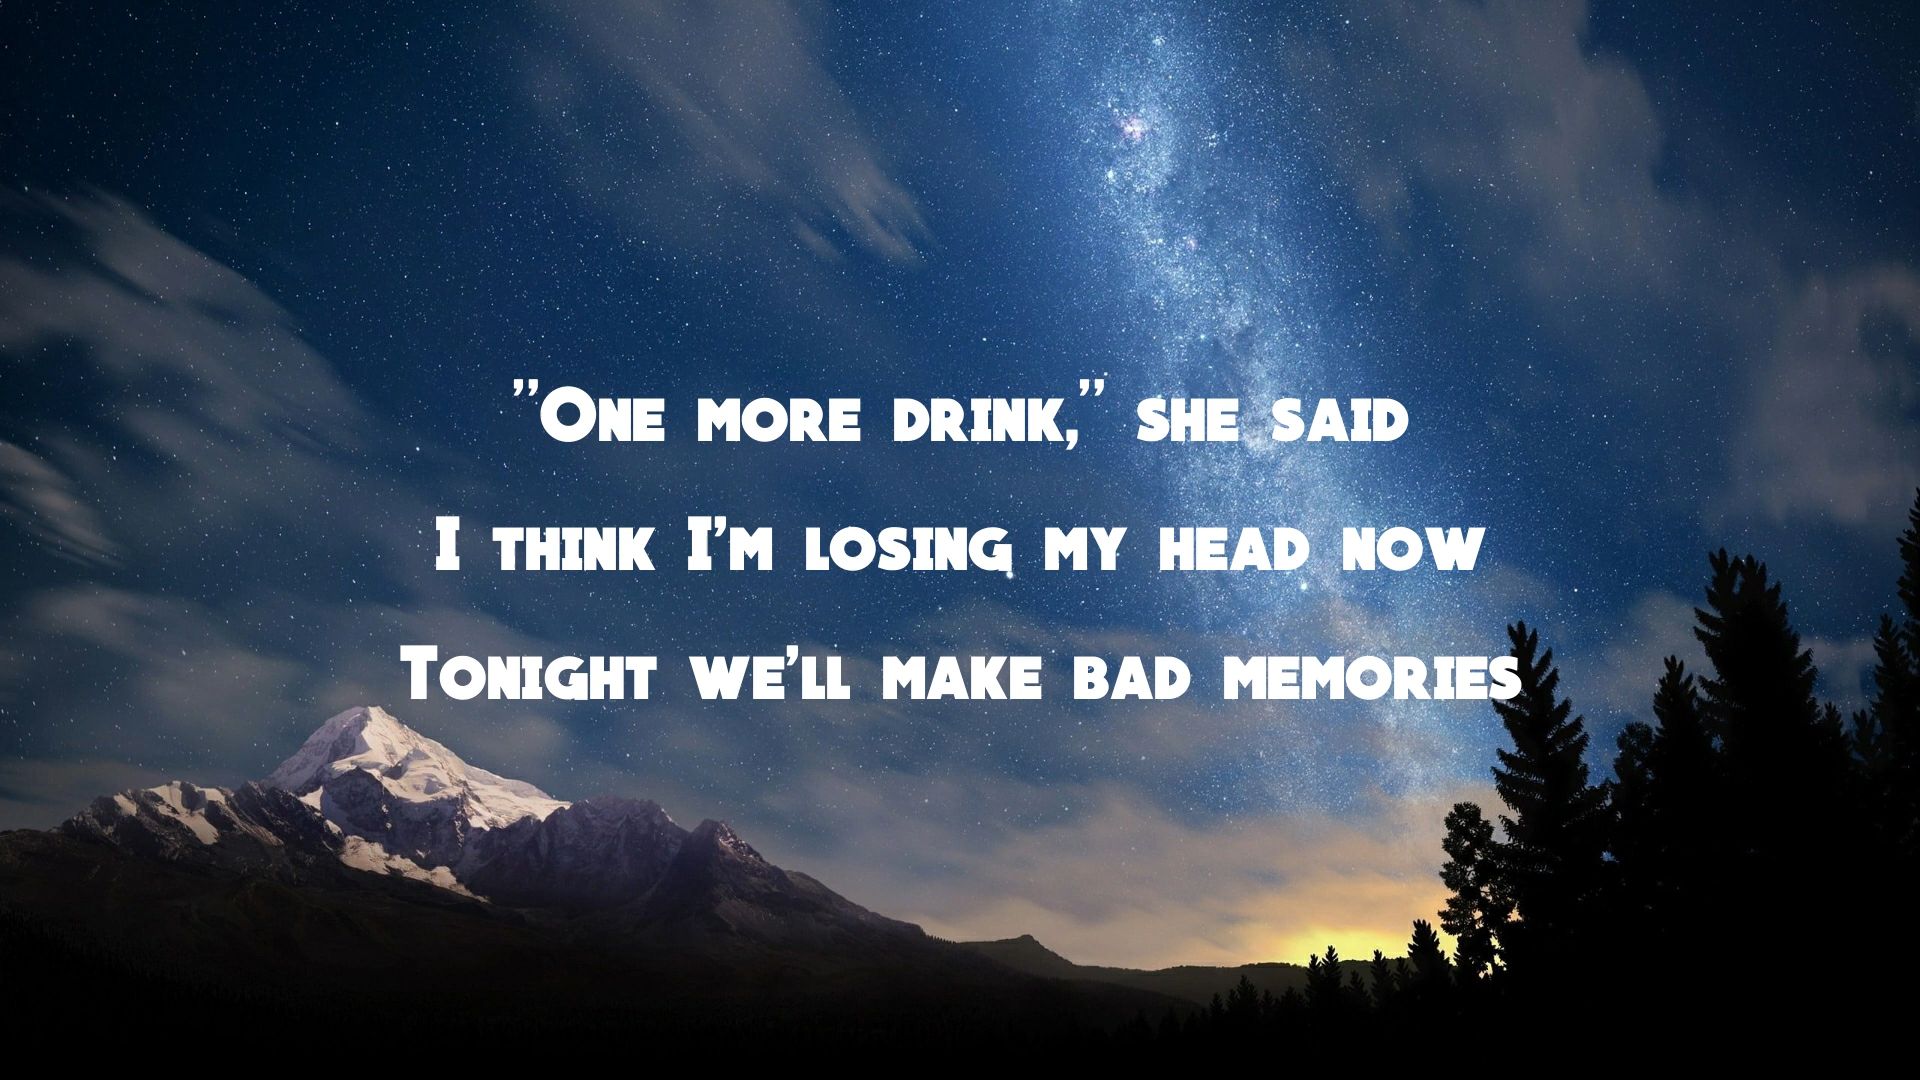 "One more drink," she said
I think I'm losing my head now
Tonight we'll make bad memories